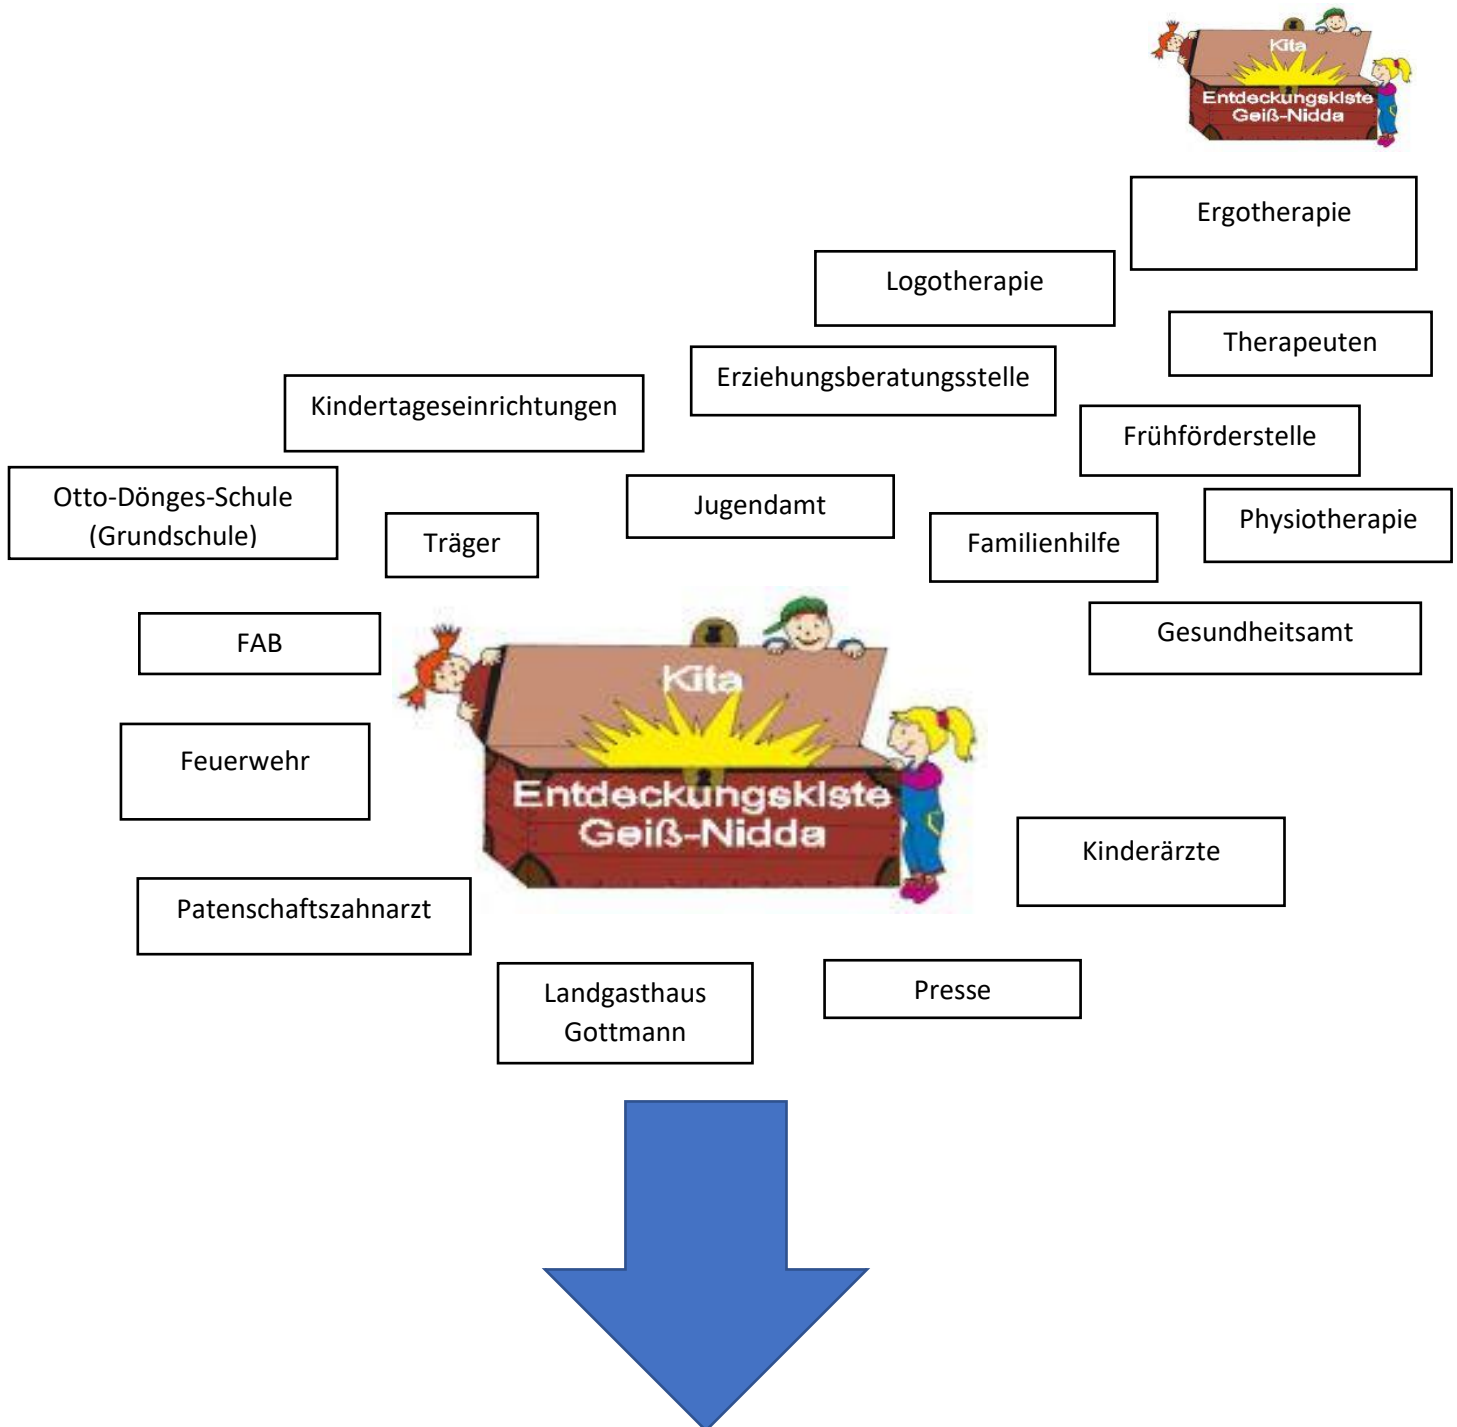 Kita
Entdeckungskiste
Geiß-Nidda
Ergotherapie
Logotherapie
Therapeuten
Erziehungsberatungsstelle
Kindertageseinrichtungen
Frühförderstelle
Otto-Dönges-Schule
(Grundschule)
Jugendamt
Physiotherapie
Träger
Familienhilfe
FAB
Gesundheitsamt
Kita
Entdeckungskiste
Geiß-Nidda
Feuerwehr
Kinderärzte
Patenschaftszahnarzt
Landgasthaus
Gottmann
Presse